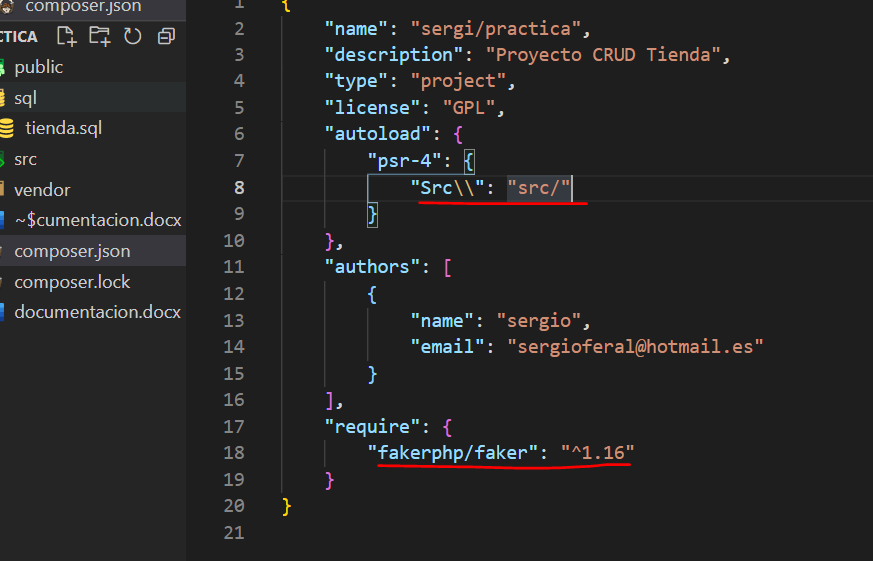 composer.json
CTICA
public
sql
tienda.sql
src
vendor
~$cumentacion.docx
composer.json
composer.lock
documentacion.docx
1 {
2 "name": "sergi/practica",
3 "description": "Proyecto CRUD Tienda",
4 "type": "project",
5 "license": "GPL",
6 "autoload": {
7 "psr-4": {
8 "Src\\": "src/"
9 }
10 },
11 "authors": [
12 {
13 "name": "sergio",
14 "email": "sergioferal@hotmail.es"
15 }
16 ],
17 "require": {
18 "fakerphp/faker": "^1.16"
19 }
20 }
21